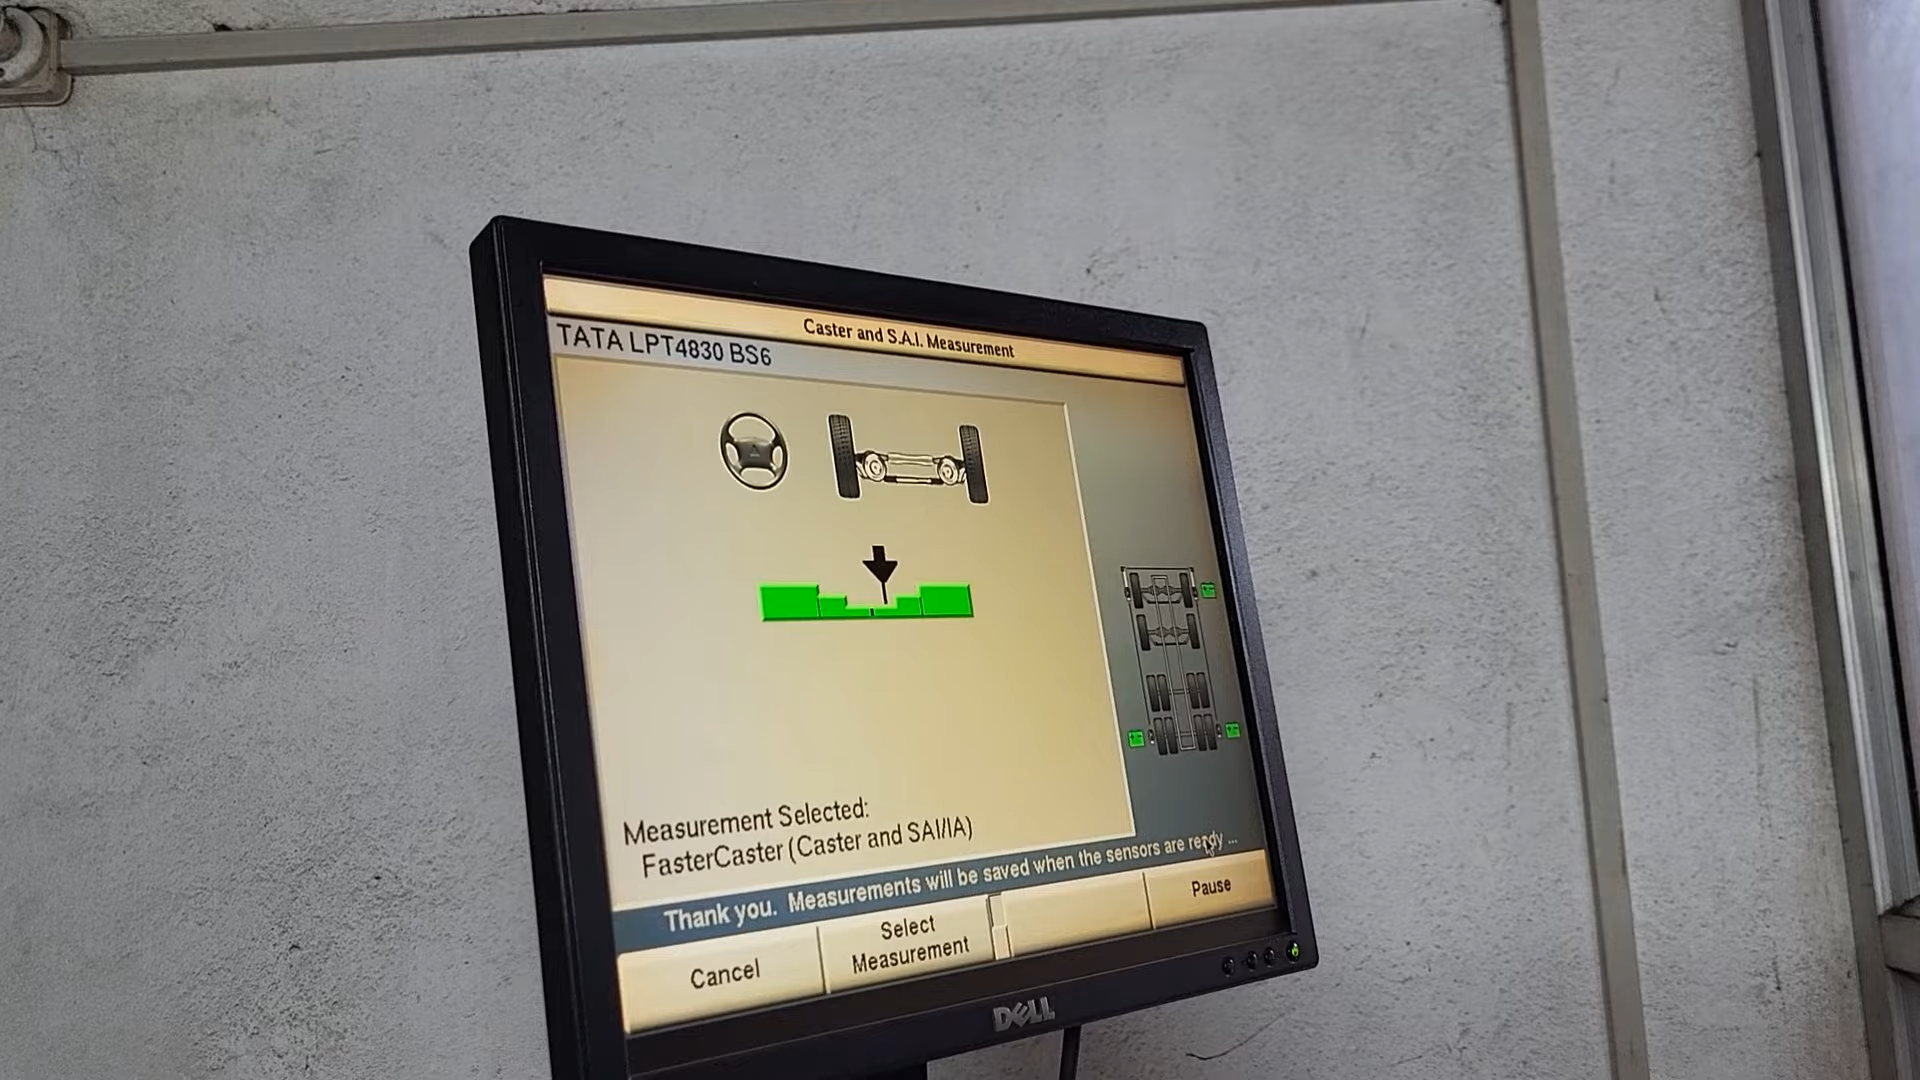 Caster and S.A.I. Measurement
TATA LPT4830 BS6
Measurement Selected:
FasterCaster (Caster and SAI/IA)
Thank you. Measurements will be saved when the sensors are ready ...
Cancel
Select
Measurement
Pause
DELL